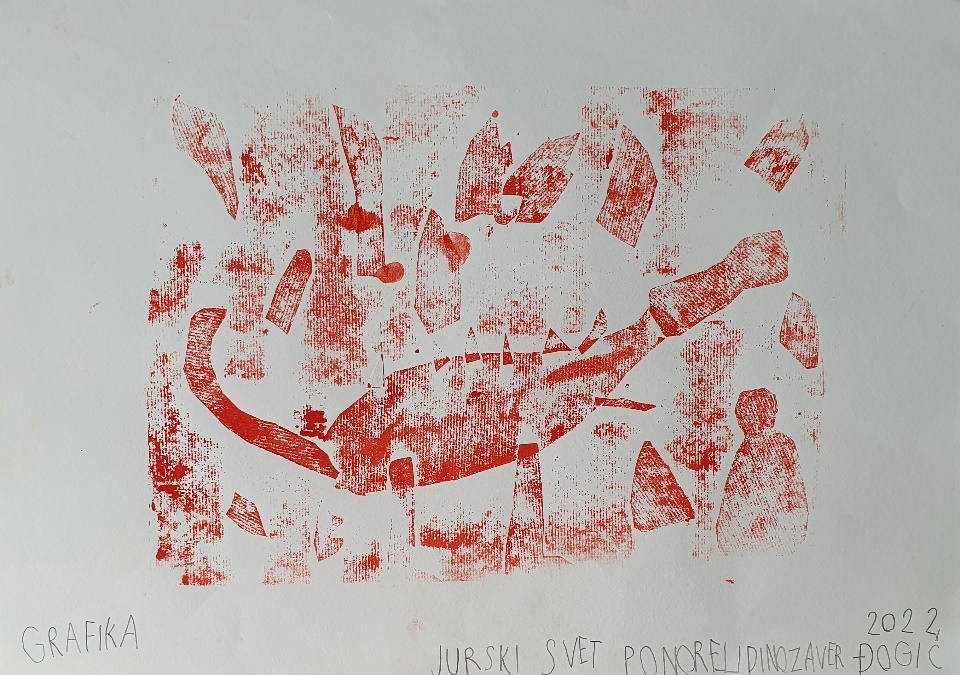 GRAFIKA
2022
JURSKI SVET PONORELI DINOZAVER ĐOGIĆ